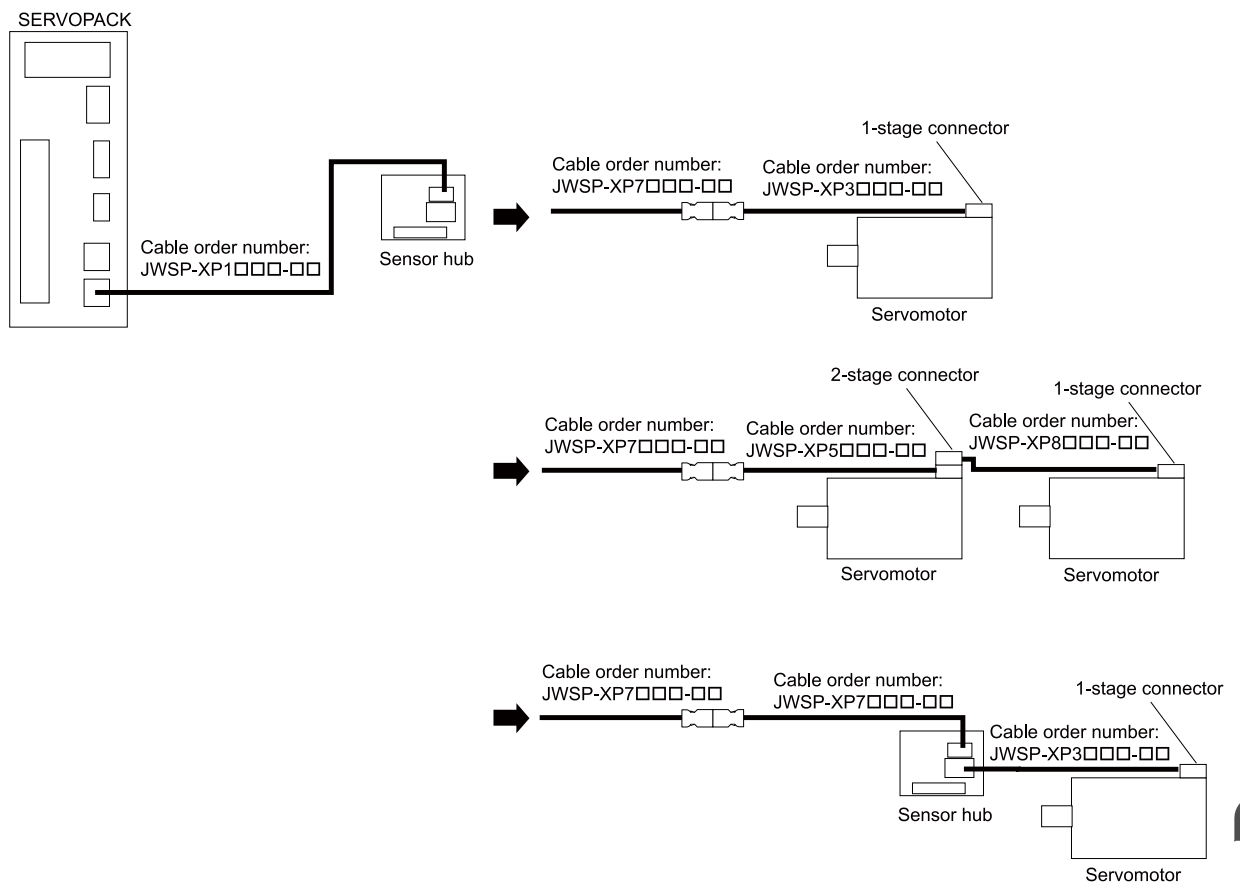 SERVOPACK
Cable order number:
JWSP-XP1□□□-□□
Sensor hub
1-stage connector
Cable order number:
JWSP-XP7□□□-□□
Cable order number:
JWSP-XP3□□□-□□
Servomotor
2-stage connector
1-stage connector
Cable order number:
JWSP-XP7□□□-□□
Cable order number:
JWSP-XP5□□□-□□
Cable order number:
JWSP-XP8□□□-□□
Servomotor
Servomotor
Cable order number:
JWSP-XP7□□□-□□
Cable order number:
JWSP-XP7□□□-□□
1-stage connector
Cable order number:
JWSP-XP3□□□-□□
Sensor hub
Servomotor